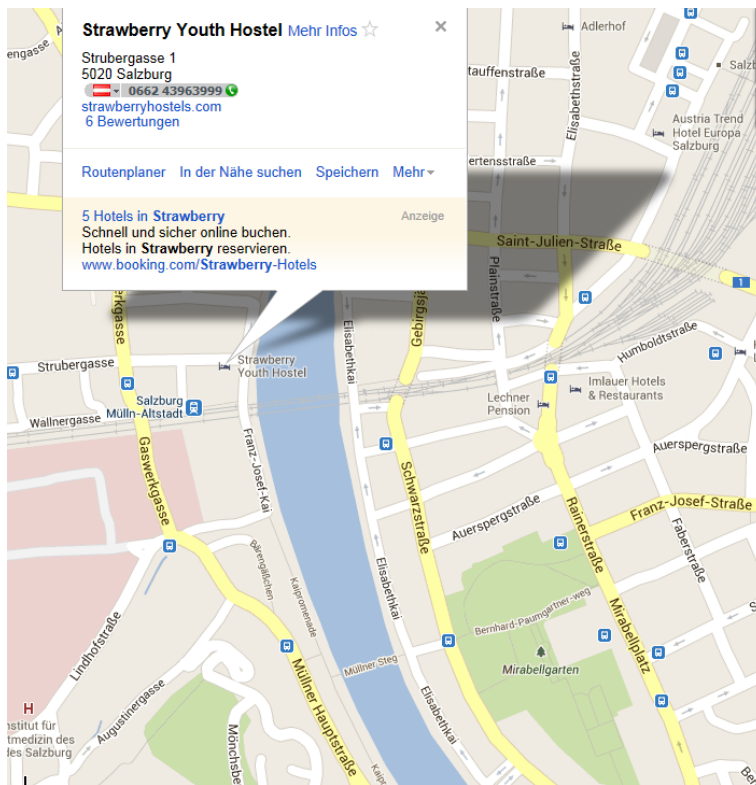 Strawberry Youth Hostel Mehr Infos
Strubergasse 1
5020 Salzburg
0662 43963999
strawberryhostels.com
6 Bewertungen
Routenplaner In der Nähe suchen Speichern Mehr
5 Hotels in Strawberry Anzeige
Schnell und sicher online buchen.
Hotels in Strawberry reservieren.
www.booking.com/Strawberry-Hotels
Adlerhof
Elisabethstraße
Austria Trend
Hotel Europa
Salzburg
Saint-Julien-Straße
Plainstraße
1
Elisabethkai
Strubergasse
Strawberry
Youth Hostel
Humboldtstraße
Imlauer Hotels
& Restaurants
Lechner
Pension
Salzburg
Mülln-Altstadt
Wallnergasse
Franz-Josef-Kai
Gaswerkgasse
Schwarzstraße
Auerspergstraße
Auerspergstraße
Franz-Josef-Straße
Rainerstraße
Faberstraße
Bärengäßchen
Kaipromenade
Elisabethkai
Bernhard-Paumgartner-weg
Mirabellplatz
Lindhofstraße
Müllner Steg
Mirabellgarten
Müllner Hauptstraße
Augustinergasse
Elisabethkai
H